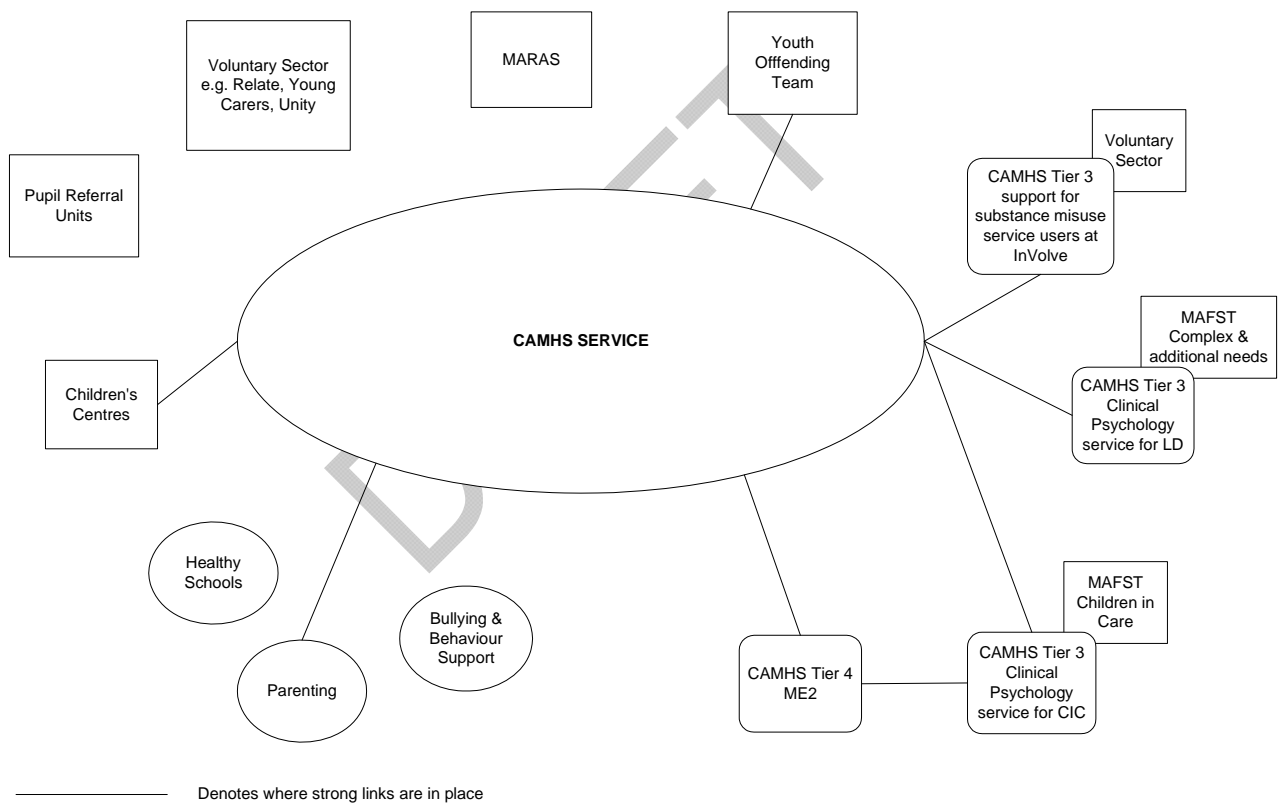 Voluntary Sector
e.g. Relate, Young
Carers, Unity
MARAS
Youth
Offfending
Team
Pupil Referral
Units
Voluntary
Sector
CAMHS Tier 3
support for
substance misuse
service users at
InVolve
CAMHS SERVICE
MAFST
Complex &
additional needs
CAMHS Tier 3
Clinical
Psychology
service for LD
Children's
Centres
Healthy
Schools
Bullying &
Behaviour
Support
Parenting
CAMHS Tier 4
ME2
MAFST
Children in
Care
CAMHS Tier 3
Clinical
Psychology
service for CIC
Denotes where strong links are in place